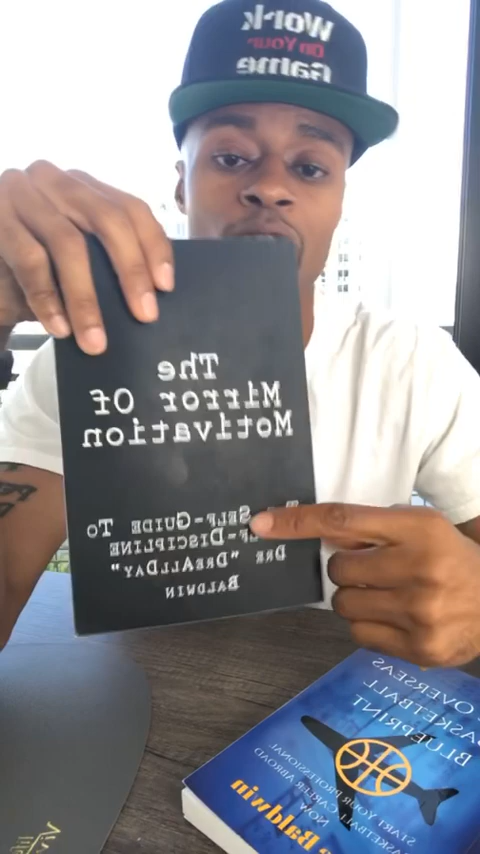 Work
On Your
Game
The
Mirror Of
Motivation
Self-Guide To
-Discipline
Dre "DreAllDay"
Baldwin
Overseas
Basketball
Blueprint
Start Your Professional
Basketball Career Abroad
Now
Baldwin